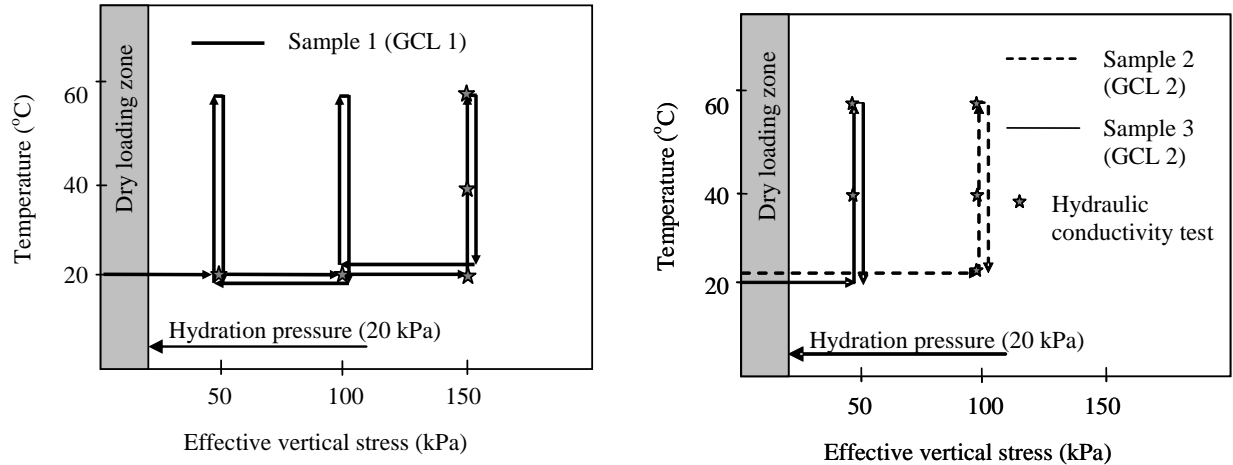 Sample 1 (GCL 1)
Dry loading zone
Temperature (°C)
60
40
20
Hydration pressure (20 kPa)
50 100 150
Effective vertical stress (kPa)
Sample 2
(GCL 2)
Sample 3
(GCL 2)
Hydraulic
conductivity test
Dry loading zone
Temperature (°C)
60
40
20
Hydration pressure (20 kPa)
50 100 150
Effective vertical stress (kPa)